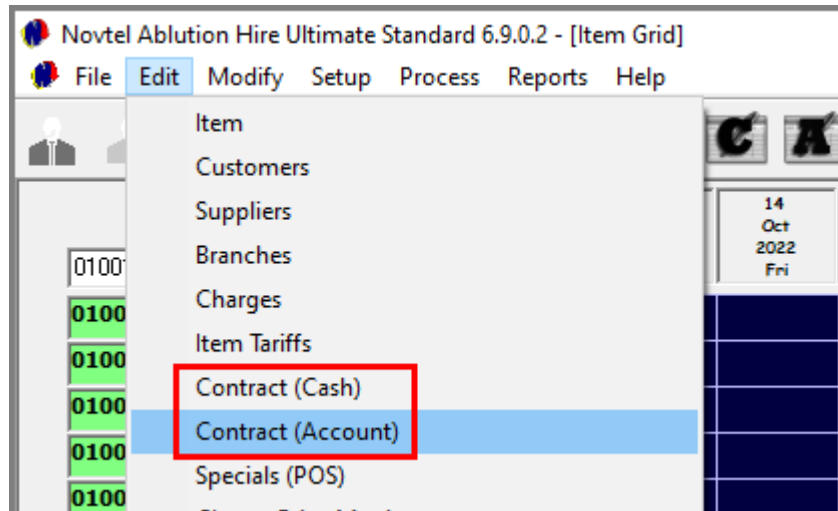 Novtel Ablution Hire Ultimate Standard 6.9.0.2 - [Item Grid]
File Edit Modify Setup Process Reports Help
Item
C A
Customers
Suppliers
14
Oct
2022
Fri
Branches
0100
Charges
0100
Item Tariffs
0100
Contract (Cash)
0100
Contract (Account)
0100
Specials (POS)
0100